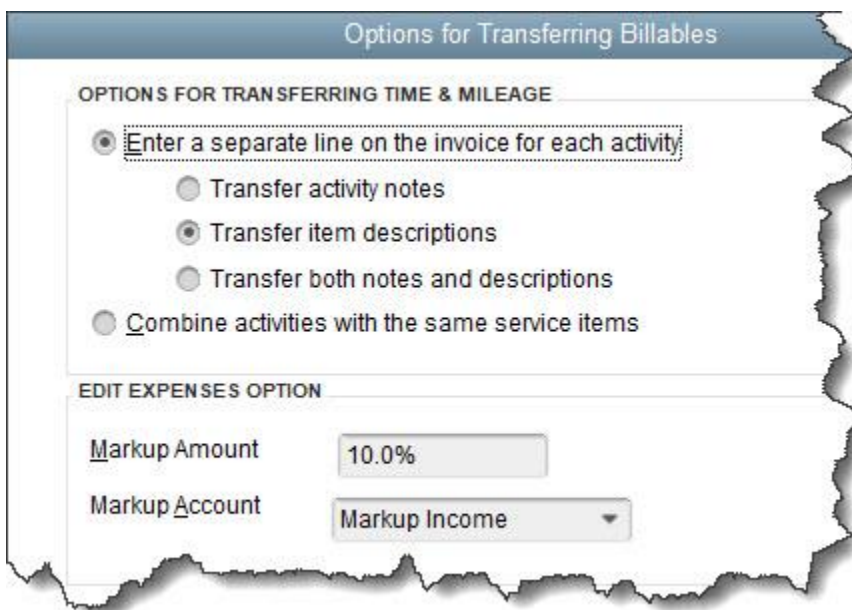 Options for Transferring Billables
OPTIONS FOR TRANSFERRING TIME & MILEAGE
Enter a separate line on the invoice for each activity
Transfer activity notes
Transfer item descriptions
Transfer both notes and descriptions
Combine activities with the same service items
EDIT EXPENSES OPTION
Markup Amount
10.0%
Markup Account
Markup Income